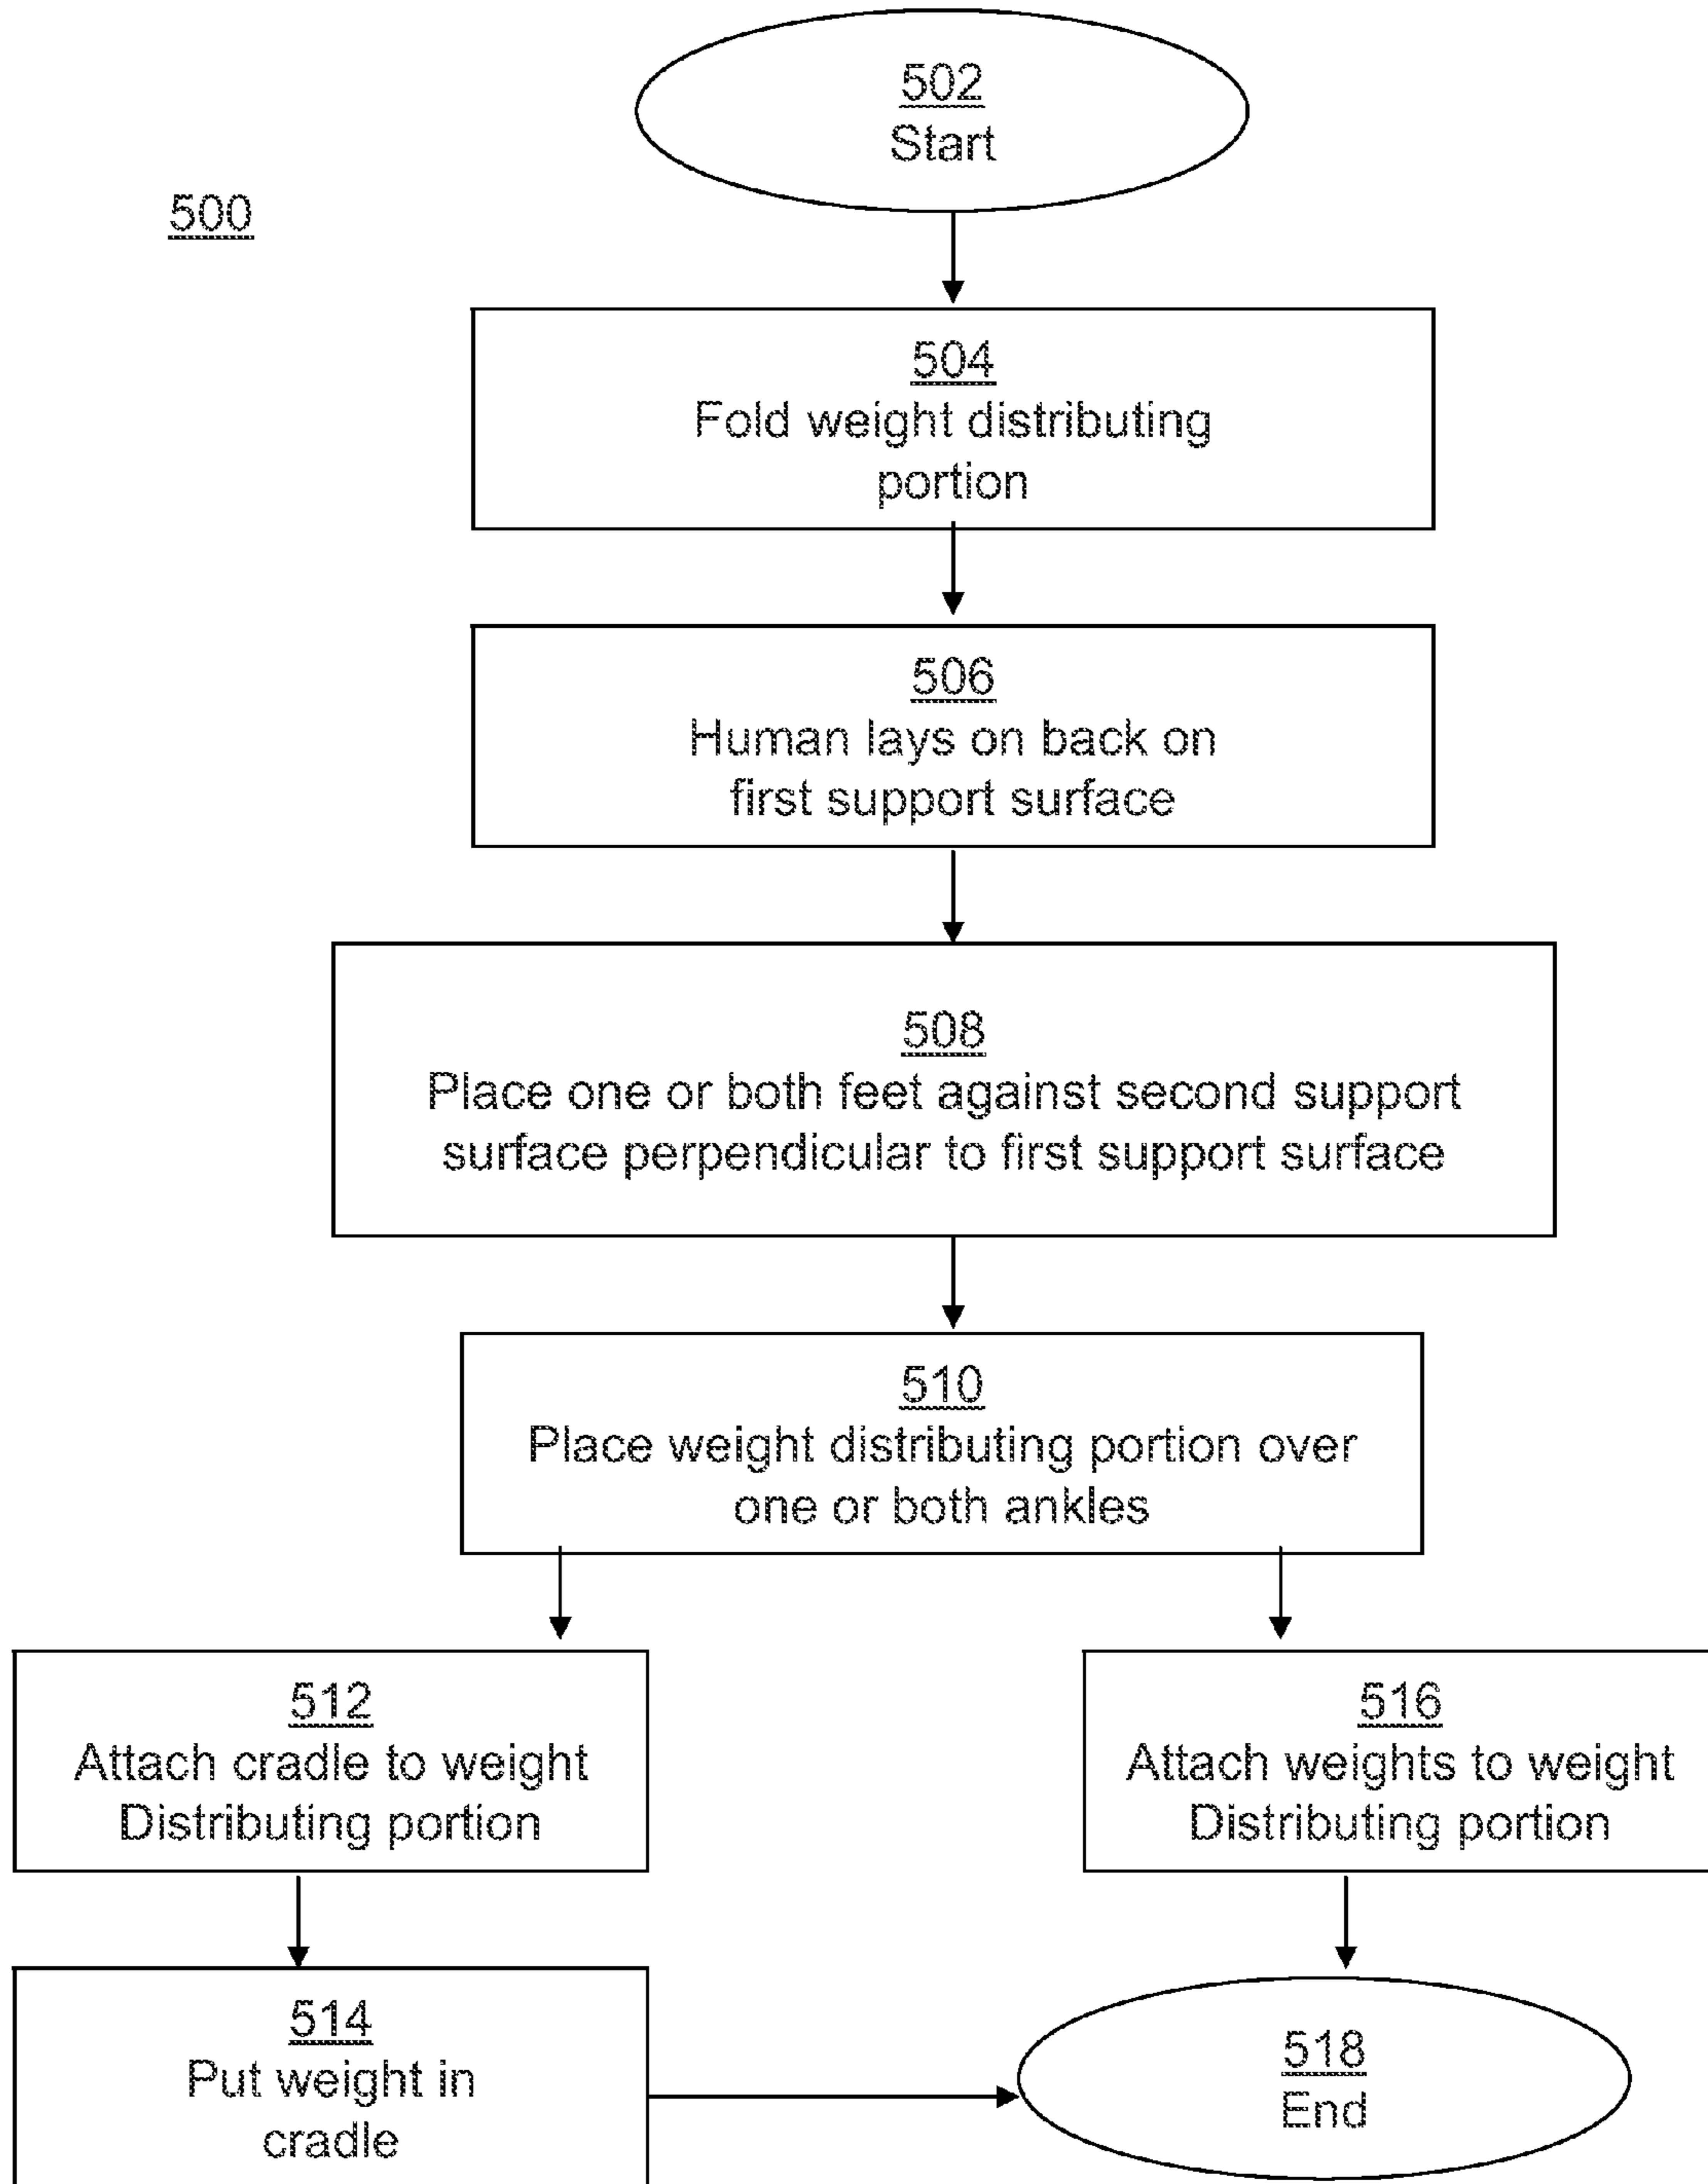 502
Start
500
504
Fold weight distributing
portion
506
Human lays on back on
first support surface
508
Place one or both feet against second support
surface perpendicular to first support surface
510
Place weight distributing portion over
one or both ankles
512
Attach cradle to weight
Distributing portion
516
Attach weights to weight
Distributing portion
514
Put weight in
cradle
518
End